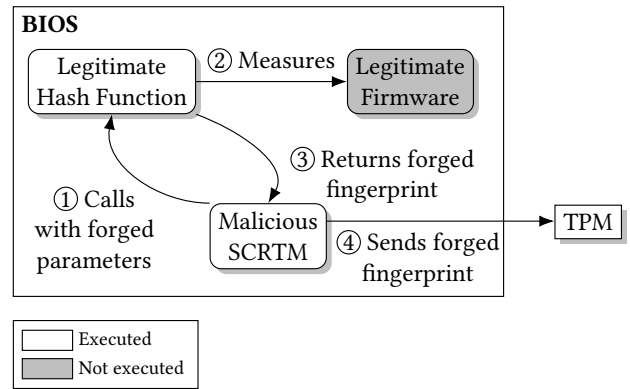 BIOS
Legitimate
Hash Function
② Measures
Legitimate
Firmware
③ Returns forged
fingerprint
① Calls
with forged
parameters
Malicious
SCRTM
④ Sends forged
fingerprint
TPM
Executed
Not executed